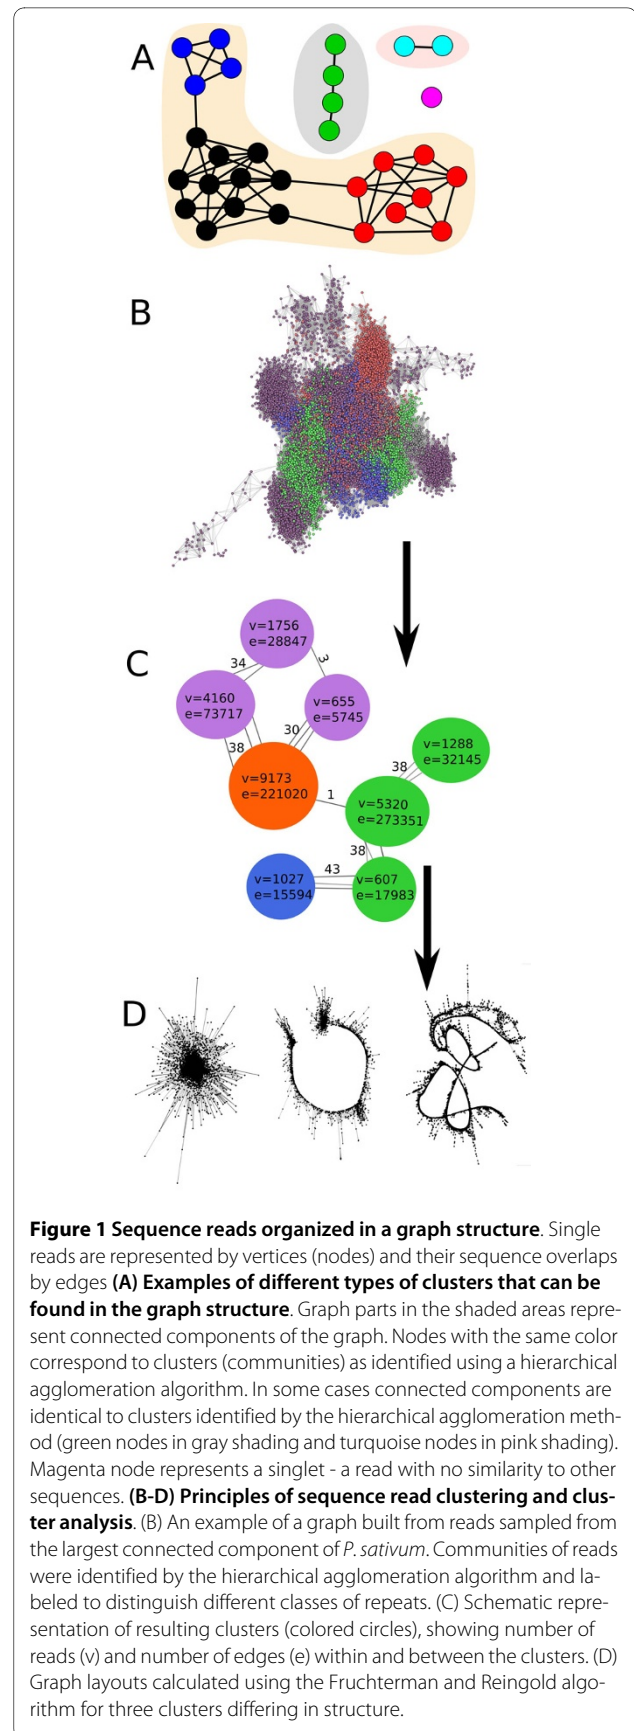 A
B
C
v=1756
e=28847
34
3
v=4160
e=73717
v=655
e=5745
30
38
v=1288
e=32145
38
v=9173
e=221020
1
v=5320
e=273351
38
43
v=1027
e=15594
v=607
e=17983
D
Figure 1 Sequence reads organized in a graph structure. Single
reads are represented by vertices (nodes) and their sequence overlaps
by edges (A) Examples of different types of clusters that can be
found in the graph structure. Graph parts in the shaded areas repre-
sent connected components of the graph. Nodes with the same color
correspond to clusters (communities) as identified using a hierarchical
agglomeration algorithm. In some cases connected components are
identical to clusters identified by the hierarchical agglomeration meth-
od (green nodes in gray shading and turquoise nodes in pink shading).
Magenta node represents a singlet - a read with no similarity to other
sequences. (B-D) Principles of sequence read clustering and clus-
ter analysis. (B) An example of a graph built from reads sampled from
the largest connected component of P. sativum. Communities of reads
were identified by the hierarchical agglomeration algorithm and la-
beled to distinguish different classes of repeats. (C) Schematic repre-
sentation of resulting clusters (colored circles), showing number of
reads (v) and number of edges (e) within and between the clusters. (D)
Graph layouts calculated using the Fruchterman and Reingold algo-
rithm for three clusters differing in structure.